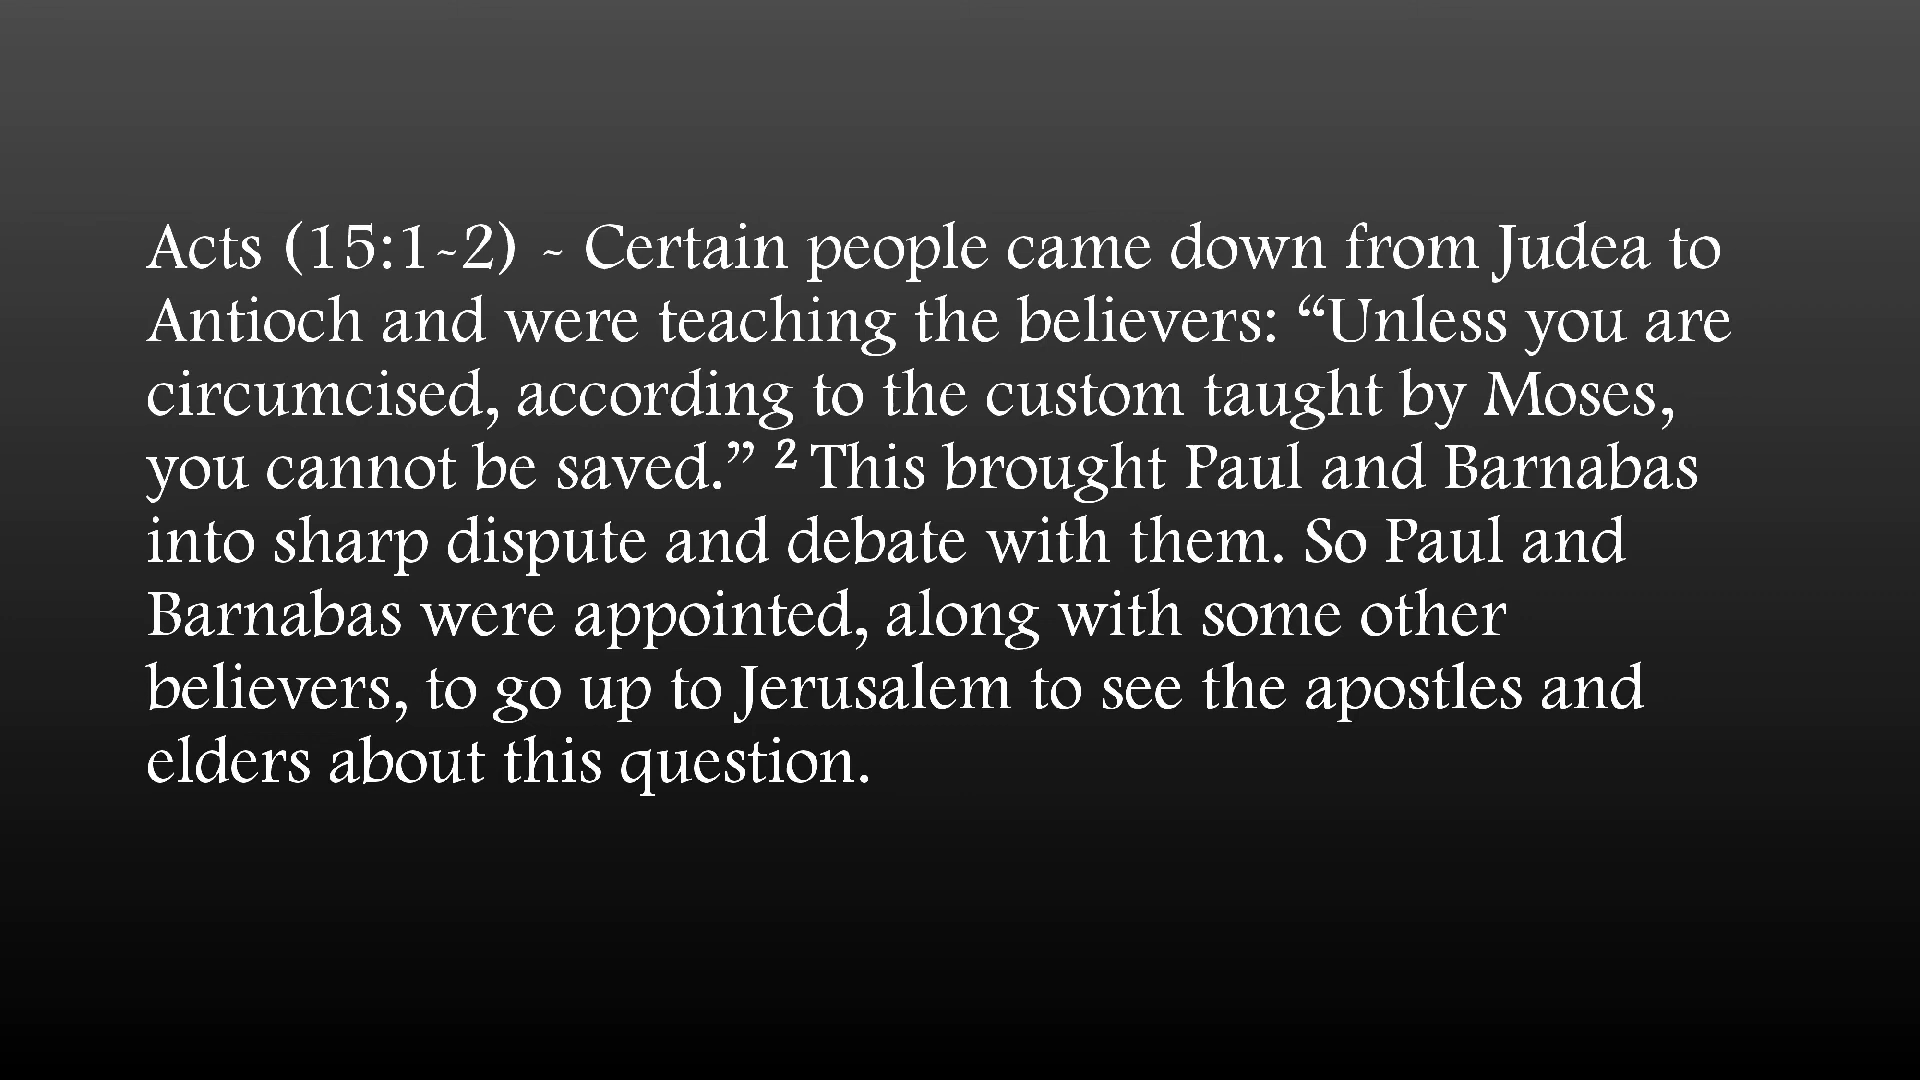 Acts (15:1-2) - Certain people came down from Judea to
Antioch and were teaching the believers: “Unless you are
circumcised, according to the custom taught by Moses,
you cannot be saved.” ² This brought Paul and Barnabas
into sharp dispute and debate with them. So Paul and
Barnabas were appointed, along with some other
believers, to go up to Jerusalem to see the apostles and
elders about this question.